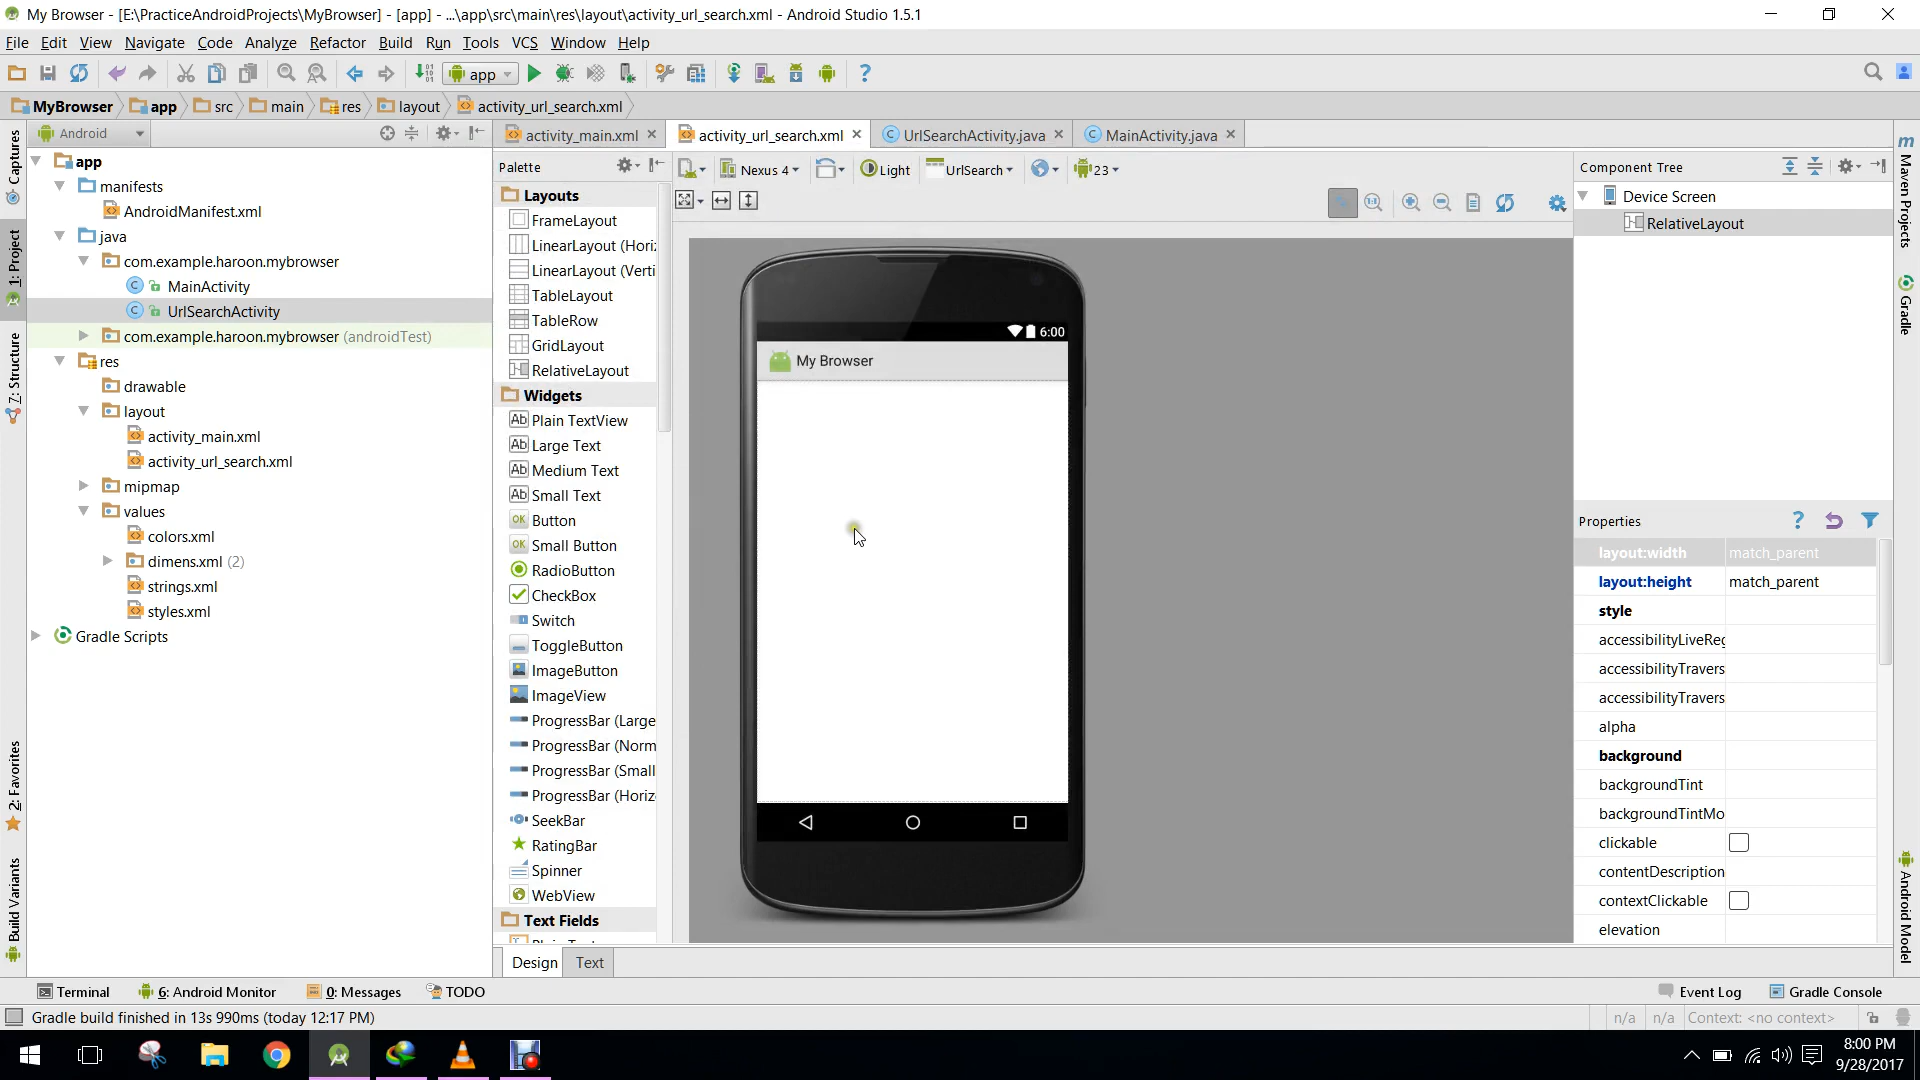 My Browser - [E:\PracticeAndroidProjects\MyBrowser] - [app] - ...\app\src\main\res\layout\activity_url_search.xml - Android Studio 1.5.1
File Edit View Navigate Code Analyze Refactor Build Run Tools VCS Window Help
app
MyBrowser app src main res layout activity_url_search.xml
Android
activity_main.xml activity_url_search.xml UrlSearchActivity.java MainActivity.java
Captures
1: Project
7: Structure
2: Favorites
Build Variants
app
manifests
AndroidManifest.xml
java
com.example.haroon.mybrowser
MainActivity
UrlSearchActivity
com.example.haroon.mybrowser (androidTest)
res
drawable
layout
activity_main.xml
activity_url_search.xml
mipmap
values
colors.xml
dimens.xml (2)
strings.xml
styles.xml
Gradle Scripts
Palette
Layouts
FrameLayout
LinearLayout (Hori
LinearLayout (Verti
TableLayout
TableRow
GridLayout
RelativeLayout
Widgets
Ab Plain TextView
Ab Large Text
Ab Medium Text
Ab Small Text
OK Button
OK Small Button
RadioButton
CheckBox
Switch
ToggleButton
ImageButton
ImageView
ProgressBar (Large
ProgressBar (Norm
ProgressBar (Small
ProgressBar (Horiz
SeekBar
RatingBar
Spinner
WebView
Text Fields
Nexus 4 Light UrlSearch 23
6:00
My Browser
Design Text
Component Tree
Device Screen
RelativeLayout
Properties
layout:width match_parent
layout:height match_parent
style
accessibilityLiveReg
accessibilityTravers
accessibilityTravers
alpha
background
backgroundTint
backgroundTintMo
clickable
contentDescription
contextClickable
elevation
Maven Projects
Gradle
Android Model
Terminal 6: Android Monitor 0: Messages TODO Event Log Gradle Console
Gradle build finished in 13s 990ms (today 12:17 PM) n/a n/a Context: <no context>
8:00 PM
9/28/2017